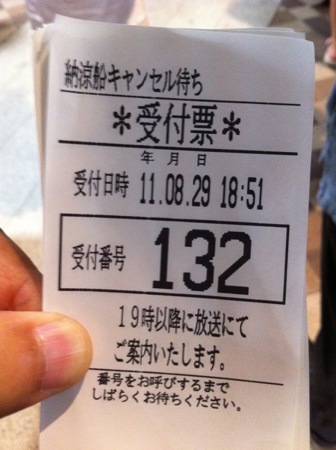 納涼船キャンセル待ち
＊受付票＊
年 月 日
受付日時 11.08.29 18:51
受付番号 132
19時以降に放送にて
ご案内いたします。
番号をお呼びするまで
しばらくお待ちください。